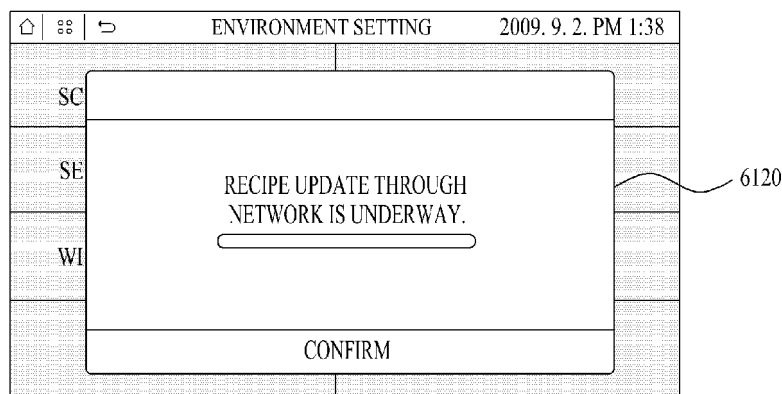 ENVIRONMENT SETTING 2009. 9. 2. PM 1:38
SC
SE
RECIPE UPDATE THROUGH
NETWORK IS UNDERWAY.
6120
WI
CONFIRM